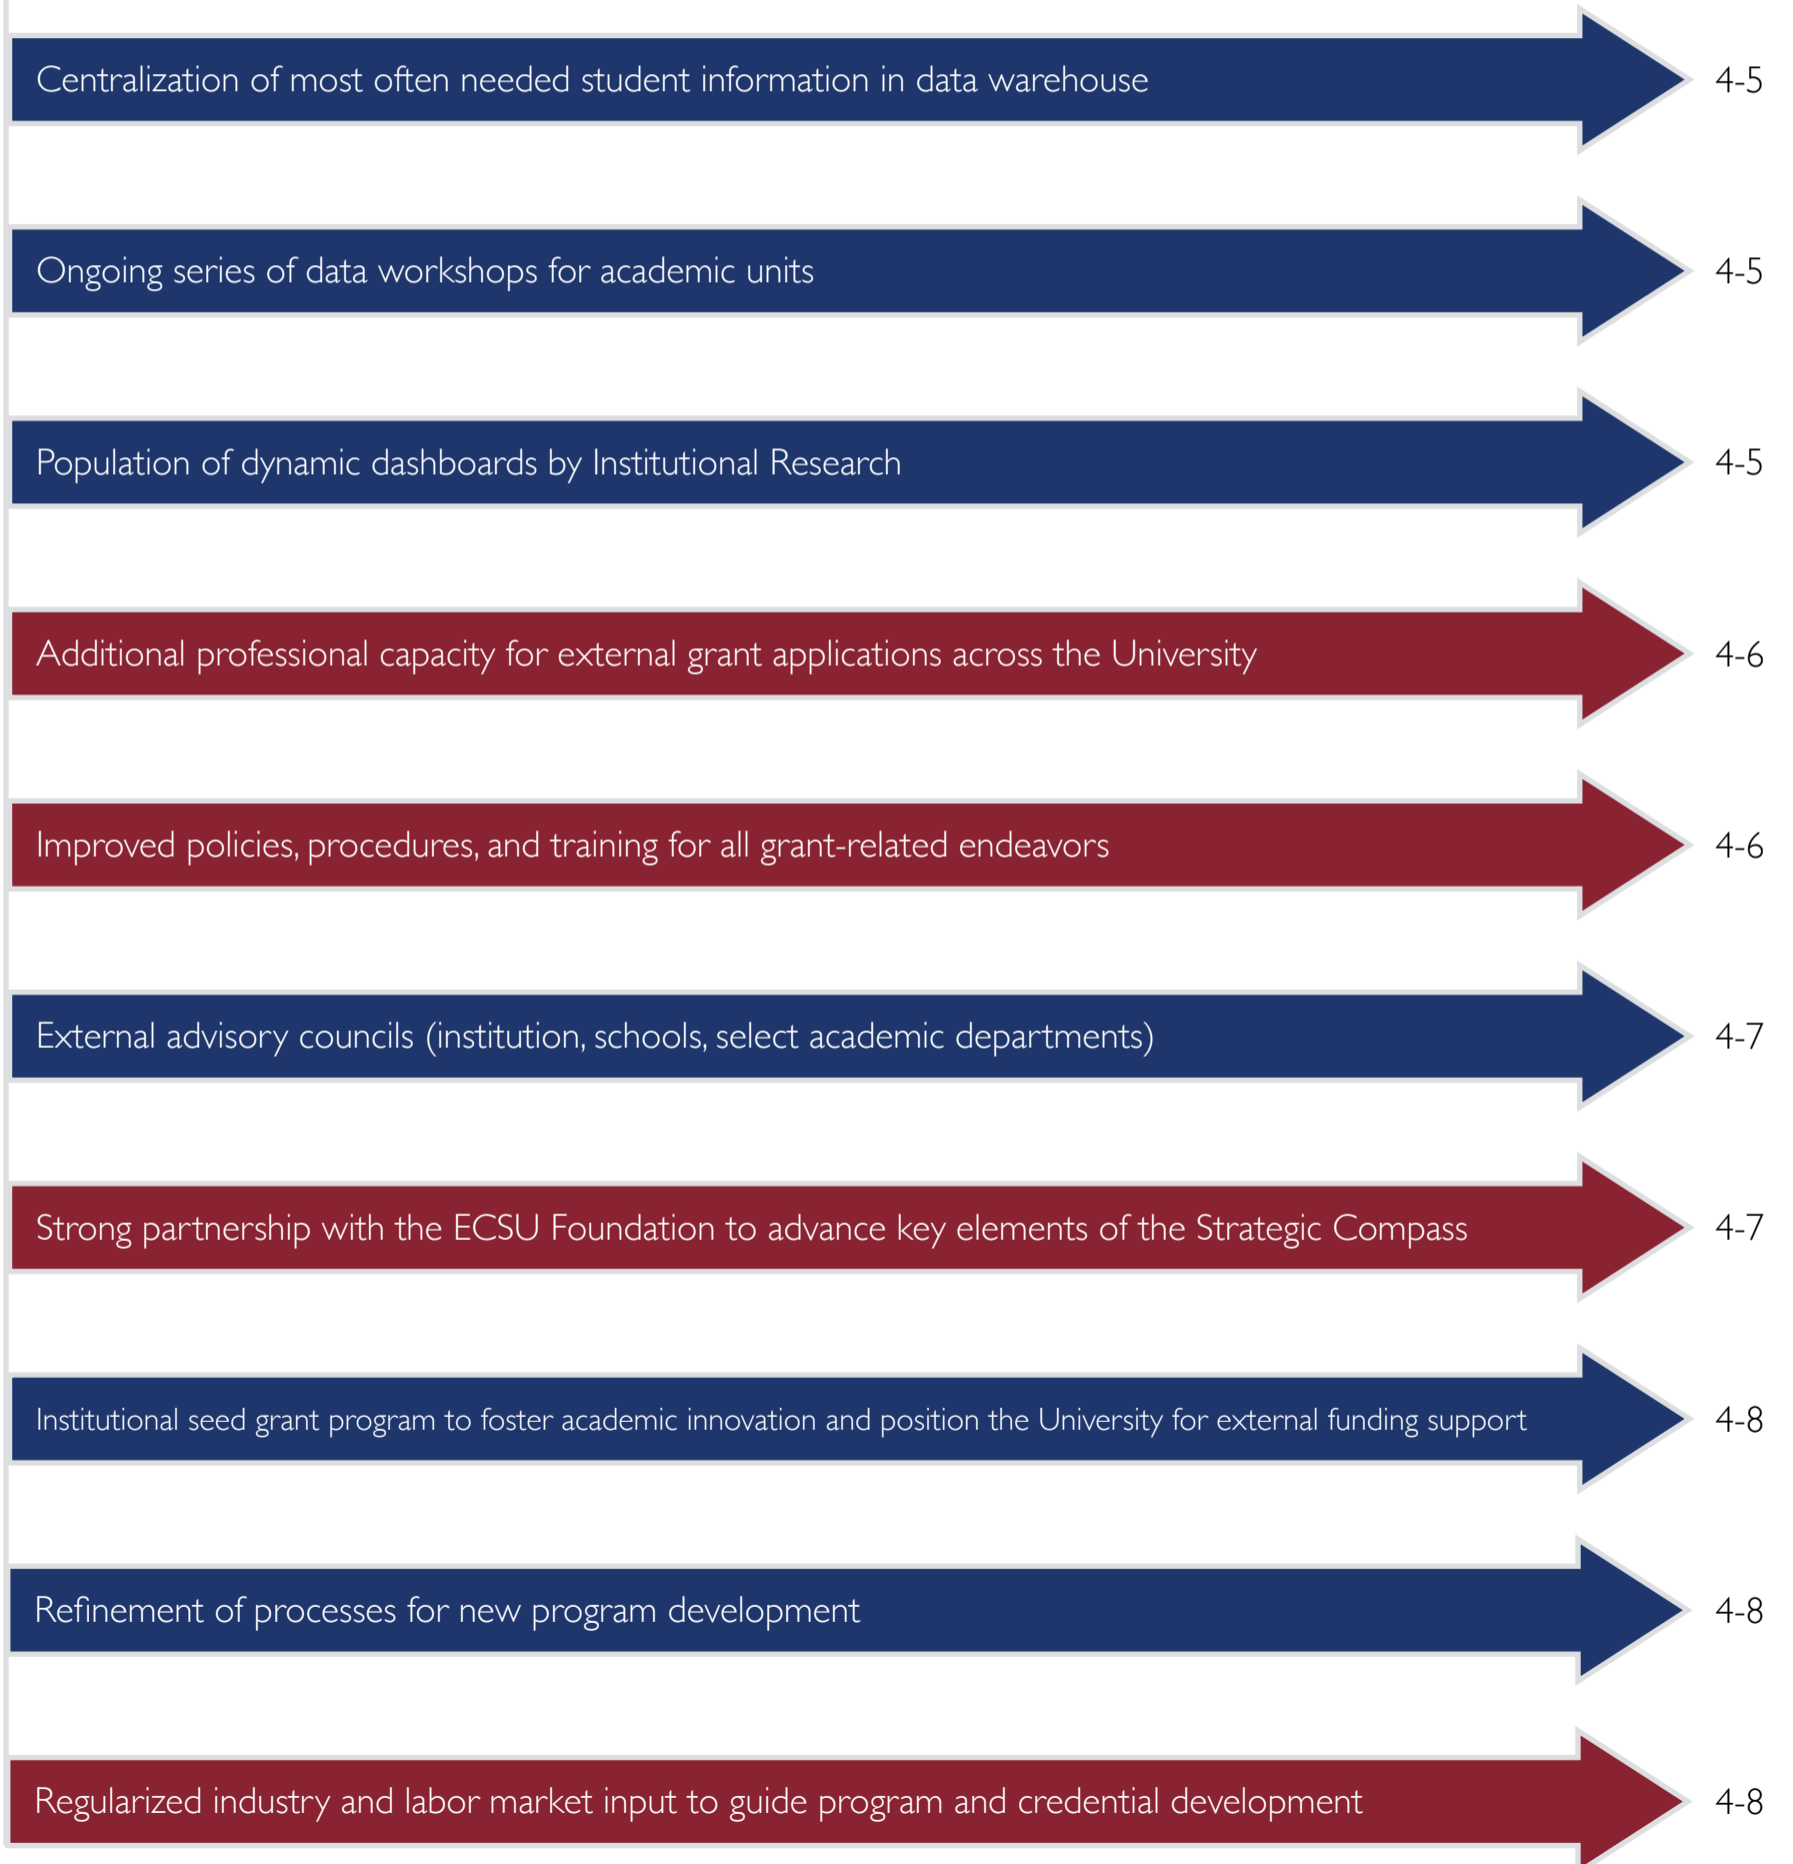 Centralization of most often needed student information in data warehouse 4-5
Ongoing series of data workshops for academic units 4-5
Population of dynamic dashboards by Institutional Research 4-5
Additional professional capacity for external grant applications across the University 4-6
Improved policies, procedures, and training for all grant-related endeavors 4-6
External advisory councils (institution, schools, select academic departments) 4-7
Strong partnership with the ECSU Foundation to advance key elements of the Strategic Compass 4-7
Institutional seed grant program to foster academic innovation and position the University for external funding support 4-8
Refinement of processes for new program development 4-8
Regularized industry and labor market input to guide program and credential development 4-8